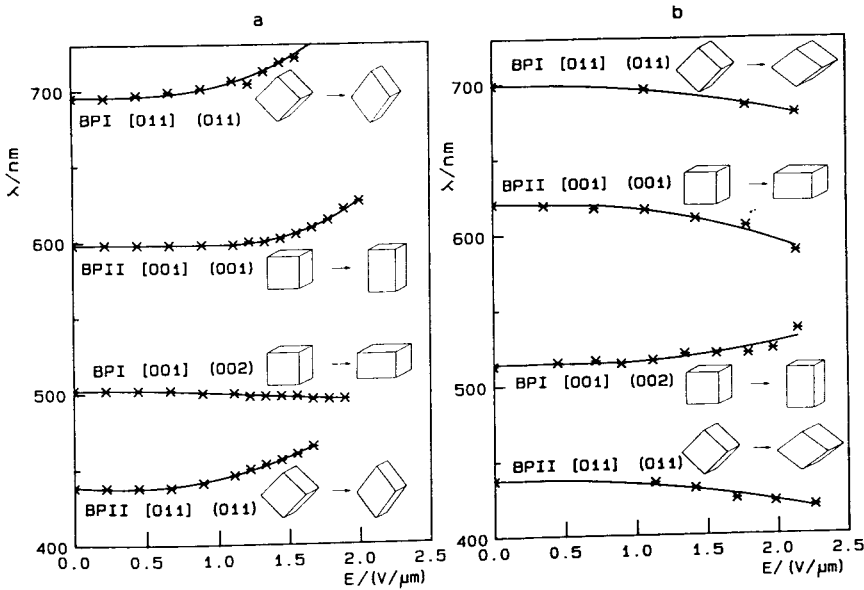 a
700
600
500
400
λ/nm
BPI [011] (011)
BPII [001] (001)
BPI [001] (002)
BPII [011] (011)
0.0 0.5 1.0 1.5 2.0 2.5
E/(V/μm)
b
700
600
500
400
λ/nm
BPI [011] (011)
BPII [001] (001)
BPI [001] (002)
BPII [011] (011)
0.0 0.5 1.0 1.5 2.0 2.5
E/(V/μm)